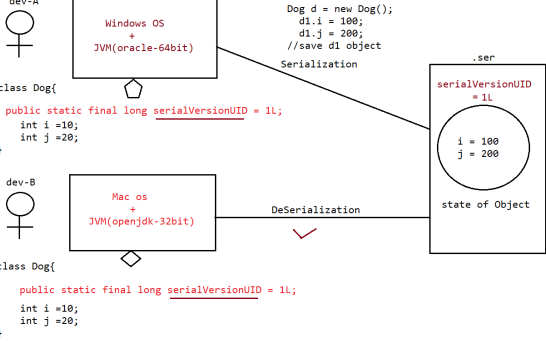 dev-A
Windows OS
+
JVM(oracle-64bit)
Dog d = new Dog();
d1.i = 100;
d1.j = 200;
//save d1 object
Serialization
.ser
class Dog{
public static final long serialVersionUID = 1L;
int i =10;
int j =20;
}
serialVersionUID
= 1L
i = 100
j = 200
state of Object
dev-B
Mac os
+
JVM(openjdk-32bit)
DeSerialization
class Dog{
public static final long serialVersionUID = 1L;
int i =10;
int j =20;
}